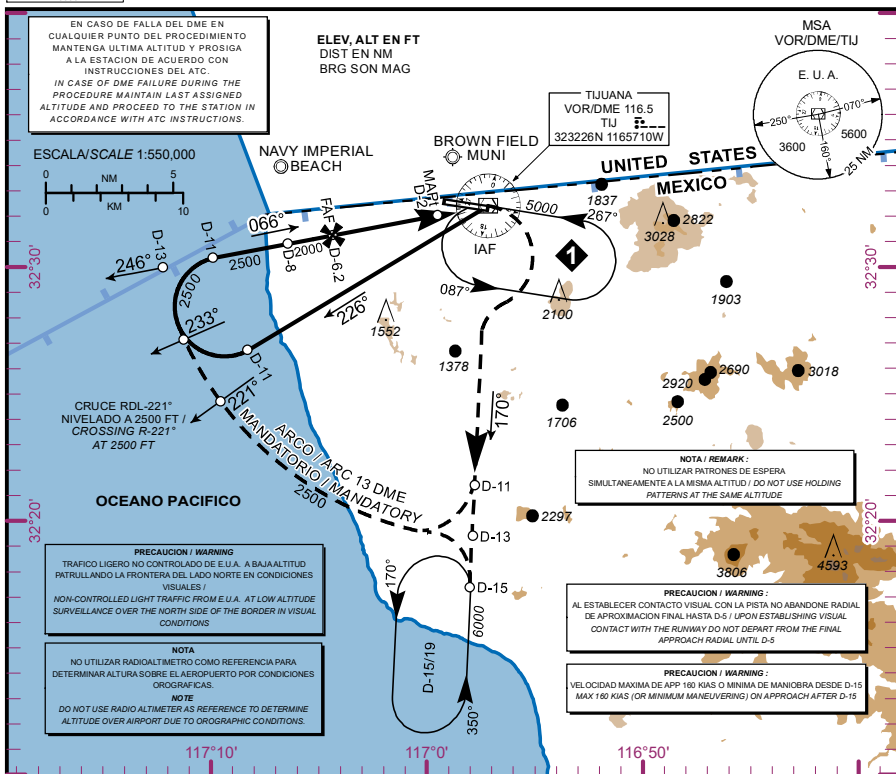 EN CASO DE FALLA DEL DME EN
CUALQUIER PUNTO DEL PROCEDIMIENTO
MANTENGA ULTIMA ALTITUD Y PROSIGA
A LA ESTACION DE ACUERDO CON
INSTRUCCIONES DEL ATC.
IN CASE OF DME FAILURE DURING THE
PROCEDURE MAINTAIN LAST ASSIGNED
ALTITUDE AND PROCEED TO THE STATION IN
ACCORDANCE WITH ATC INSTRUCTIONS.
ELEV, ALT EN FT
DIST EN NM
BRG SON MAG
MSA
VOR/DME/TIJ
E. U. A.
070°
250°
160°
3600
5600
25 NM
TIJUANA
VOR/DME 116.5
TIJ
323226N 1165710W
ESCALA/SCALE 1:550,000
0 NM 5
0 KM 10
NAVY IMPERIAL
BEACH
BROWN FIELD
MUNI
UNITED STATES
MEXICO
MAPt
D-2
FAF
D-6.2
066°
D-13
246°
D-11
2500
D-8
2000
IAF
5000
267°
087°
1
1837
2822
3028
2100
1903
32°30'
32°30'
2500
233°
226°
D-11
1552
1378
2690
2920
3018
2500
1706
221°
CRUCE RDL-221°
NIVELADO A 2500 FT /
CROSSING R-221°
AT 2500 FT
ARCO / ARC 13 DME
MANDATORIO / MANDATORY
2500
170°
OCEANO PACIFICO
NOTA / REMARK :
NO UTILIZAR PATRONES DE ESPERA
SIMULTANEAMENTE A LA MISMA ALTITUD / DO NOT USE HOLDING
PATTERNS AT THE SAME ALTITUDE
D-11
D-13
D-15
2297
32°20'
32°20'
3806
4593
PRECAUCION / WARNING
TRAFICO LIGERO NO CONTROLADO DE E.U.A. A BAJA ALTITUD
PATRULLANDO LA FRONTERA DEL LADO NORTE EN CONDICIONES
VISUALES /
NON-CONTROLLED LIGHT TRAFFIC FROM E.U.A. AT LOW ALTITUDE
SURVEILLANCE OVER THE NORTH SIDE OF THE BORDER IN VISUAL
CONDITIONS
170°
6000
D-15/19
350°
PRECAUCION / WARNING :
AL ESTABLECER CONTACTO VISUAL CON LA PISTA NO ABANDONE RADIAL
DE APROXIMACION FINAL HASTA D-5 / UPON ESTABLISHING VISUAL
CONTACT WITH THE RUNWAY DO NOT DEPART FROM THE FINAL
APPROACH RADIAL UNTIL D-5
NOTA
NO UTILIZAR RADIOALTIMETRO COMO REFERENCIA PARA
DETERMINAR ALTURA SOBRE EL AEROPUERTO POR CONDICIONES
OROGRAFICAS.
NOTE
DO NOT USE RADIO ALTIMETER AS REFERENCE TO DETERMINE
ALTITUDE OVER AIRPORT DUE TO OROGRAPHIC CONDITIONS.
PRECAUCION / WARNING :
VELOCIDAD MAXIMA DE APP 160 KIAS O MINIMA DE MANIOBRA DESDE D-15
MAX 160 KIAS (OR MINIMUM MANEUVERING) ON APPROACH AFTER D-15
117°10'
117°0'
116°50'